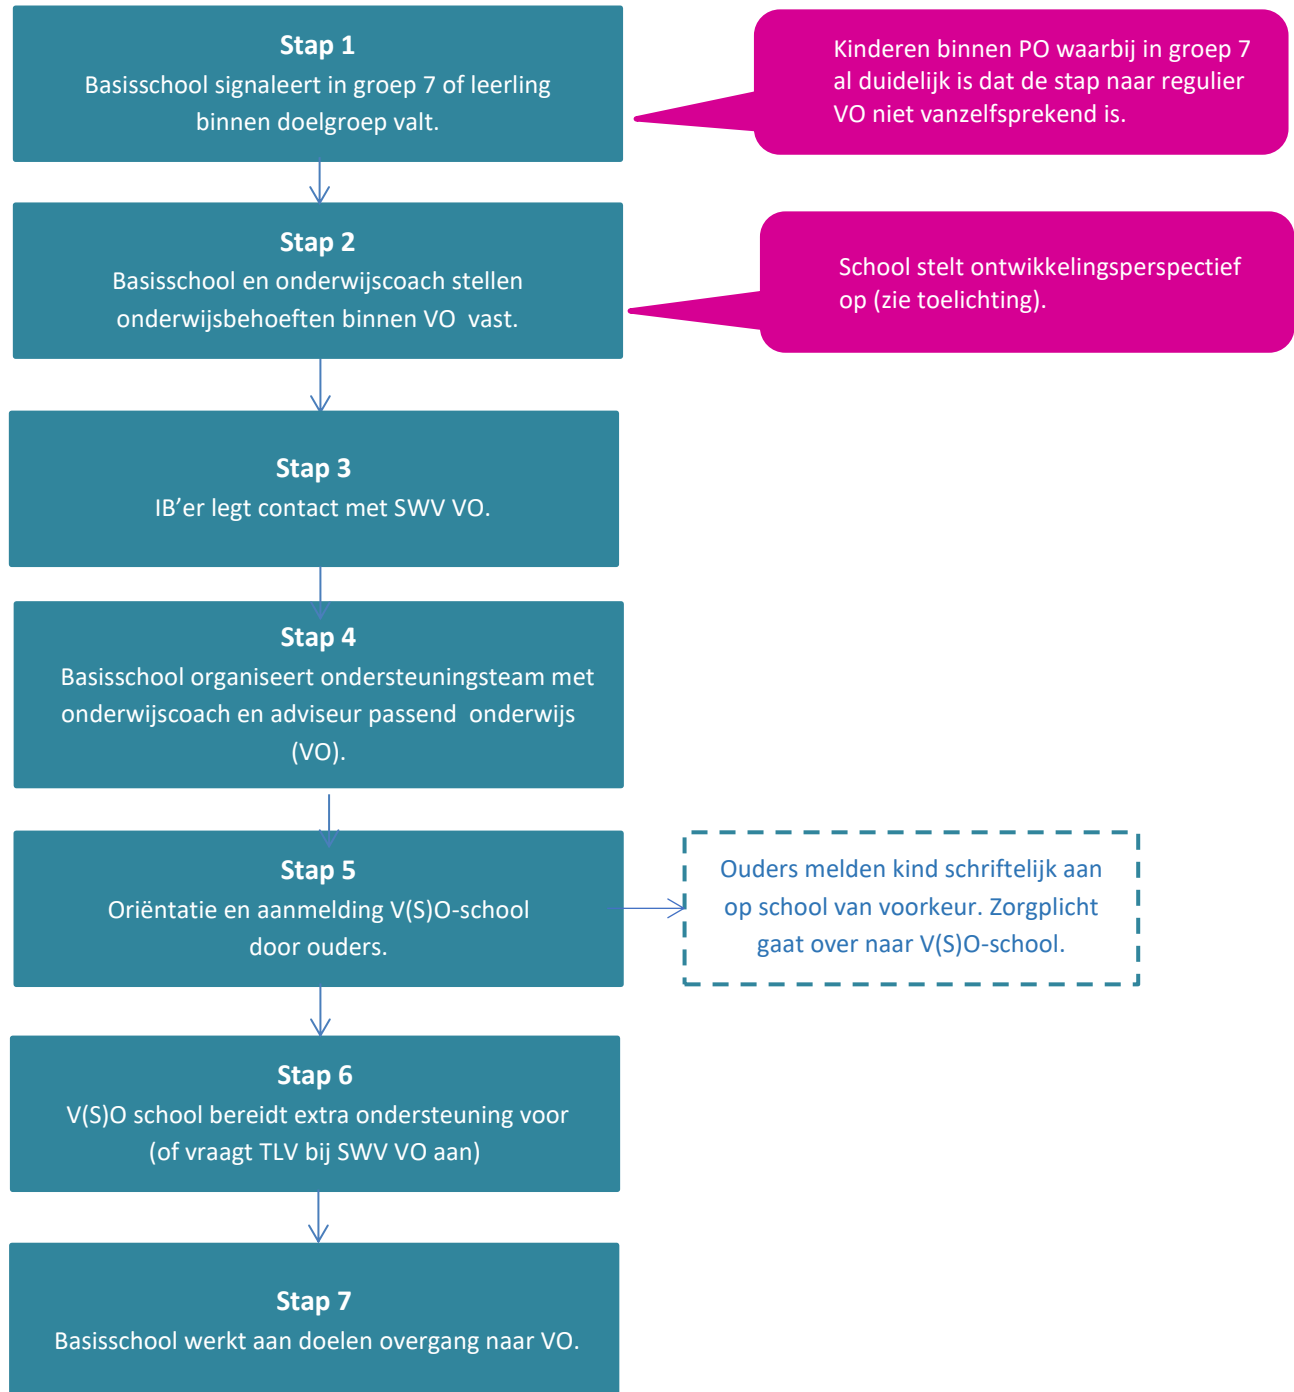 Stap 1
Basisschool signaleert in groep 7 of leerling
binnen doelgroep valt.
Kinderen binnen PO waarbij in groep 7
al duidelijk is dat de stap naar regulier
VO niet vanzelfsprekend is.
Stap 2
Basisschool en onderwijscoach stellen
onderwijsbehoeften binnen VO  vast.
School stelt ontwikkelingsperspectief
op (zie toelichting).
Stap 3
IB’er legt contact met SWV VO.
Stap 4
Basisschool organiseert ondersteuningsteam met
onderwijscoach en adviseur passend  onderwijs
(VO).
Stap 5
Oriëntatie en aanmelding V(S)O-school
door ouders.
Ouders melden kind schriftelijk aan
op school van voorkeur. Zorgplicht
gaat over naar V(S)O-school.
Stap 6
V(S)O school bereidt extra ondersteuning voor
(of vraagt TLV bij SWV VO aan)
Stap 7
Basisschool werkt aan doelen overgang naar VO.